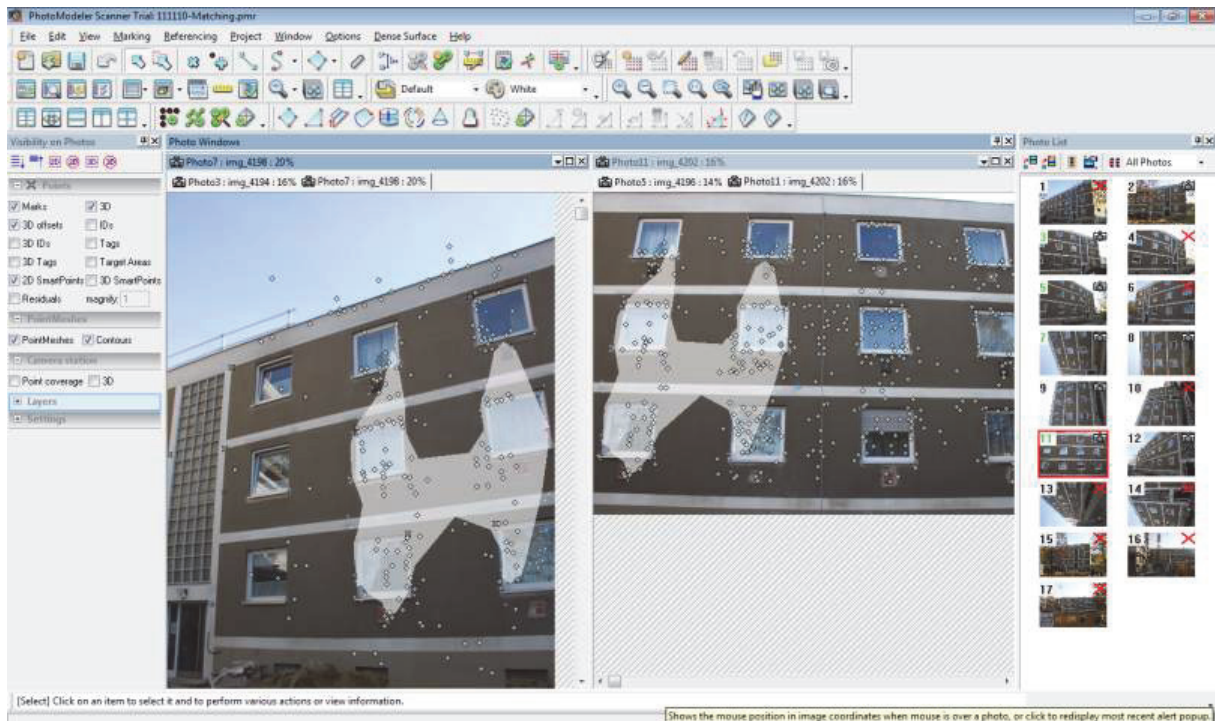 PhotoModeler Scanner Trial: 111110-Matching.pmr
File Edit View Marking Referencing Project Window Options Dense Surface Help
Default White
Visibility on Photos
Points
Marks 3D
3D offsets IDs
3D IDs Tags
3D Tags Target Areas
2D SmartPoints 3D SmartPoints
Residuals magnify: 1
PointMeshes
PointMeshes Contours
Camera station
Point coverage 3D
Layers
Settings
Photo Windows
Photo7 : img_4198 : 20%
Photo3 : img_4194 : 16% Photo7 : img_4198 : 20%
Photo11 : img_4202 : 16%
Photo5 : img_4196 : 14% Photo11 : img_4202 : 16%
Photo List
All Photos
1 2
3 4
5 6
7 8
9 10
11 12
13 14
15 16
17
[Select] Click on an item to select it and to perform various actions or view information.
Shows the mouse position in image coordinates when mouse is over a photo, or click to redisplay most recent alert popup.